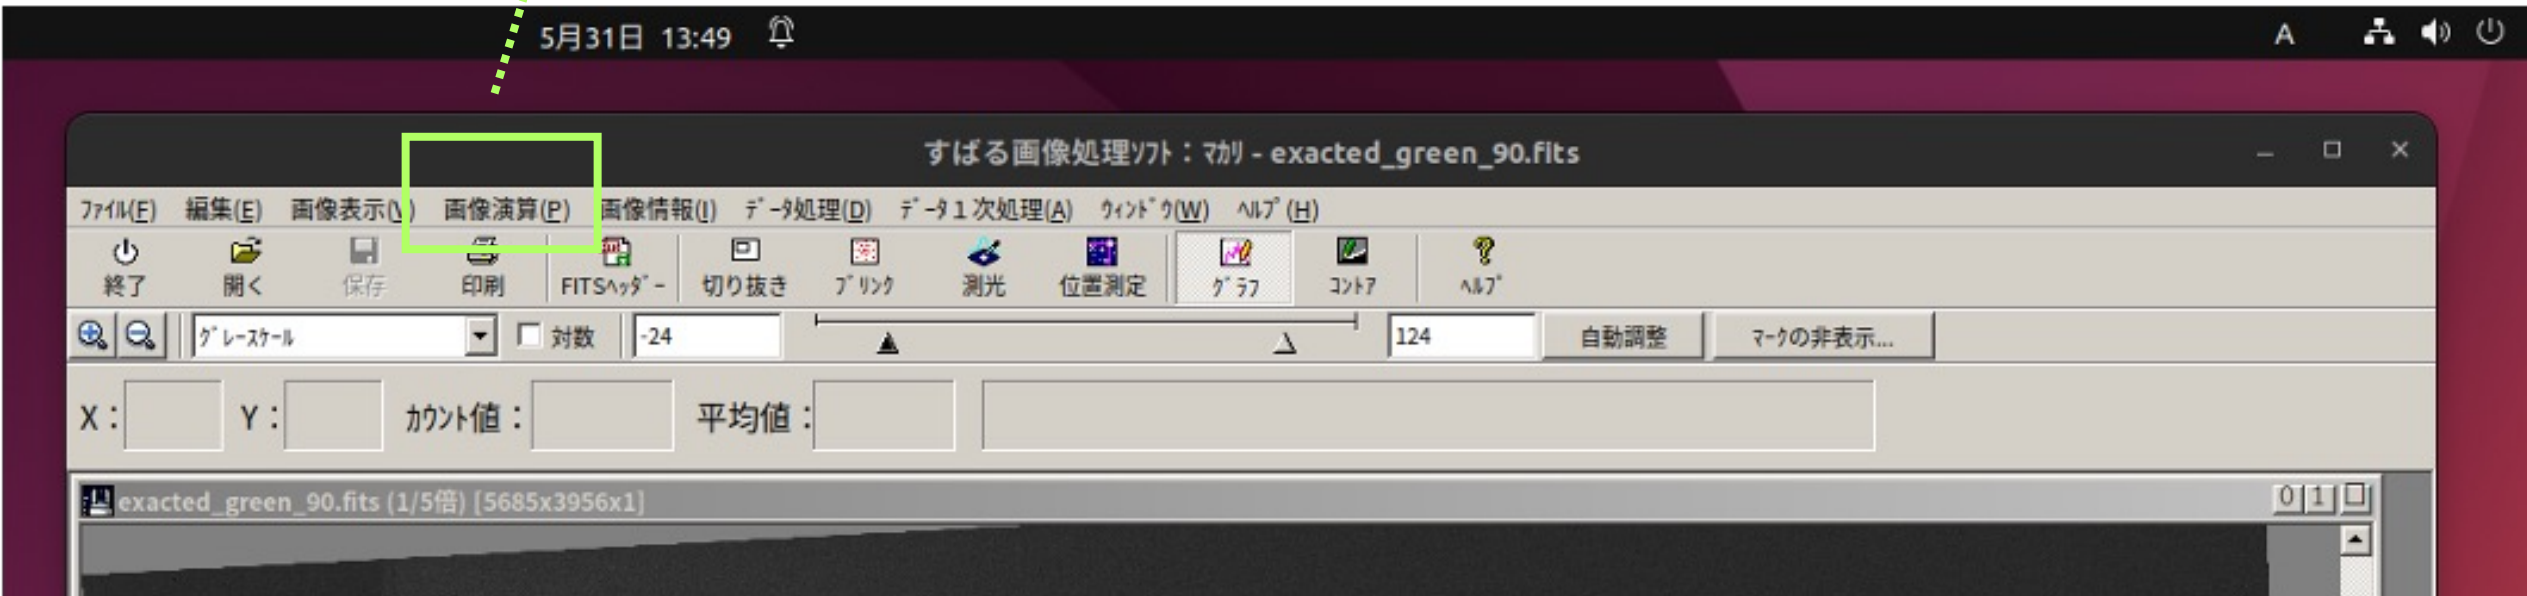 5月31日 13:49
A
すばる画像処理ｿﾌﾄ：ﾏｶﾘ - exacted_green_90.fits
ﾌｧｲﾙ(F) 編集(E) 画像表示(V) 画像演算(P) 画像情報(I) ﾃﾞｰﾀ処理(D) ﾃﾞｰﾀ１次処理(A) ｳｨﾝﾄﾞｳ(W) ﾍﾙﾌﾟ(H)
終了 開く 保存 印刷 FITSﾍｯﾀﾞｰ 切り抜き ﾌﾞﾘﾝｸ 測光 位置測定 ｸﾞﾗﾌ ｺﾝﾄｱ ﾍﾙﾌﾟ
ｸﾞﾚｰｽｹｰﾙ 対数 -24 124 自動調整 ﾏｰｸの非表示...
X： Y： ｶｳﾝﾄ値： 平均値：
exacted_green_90.fits (1/5倍) [5685x3956x1] 0 1